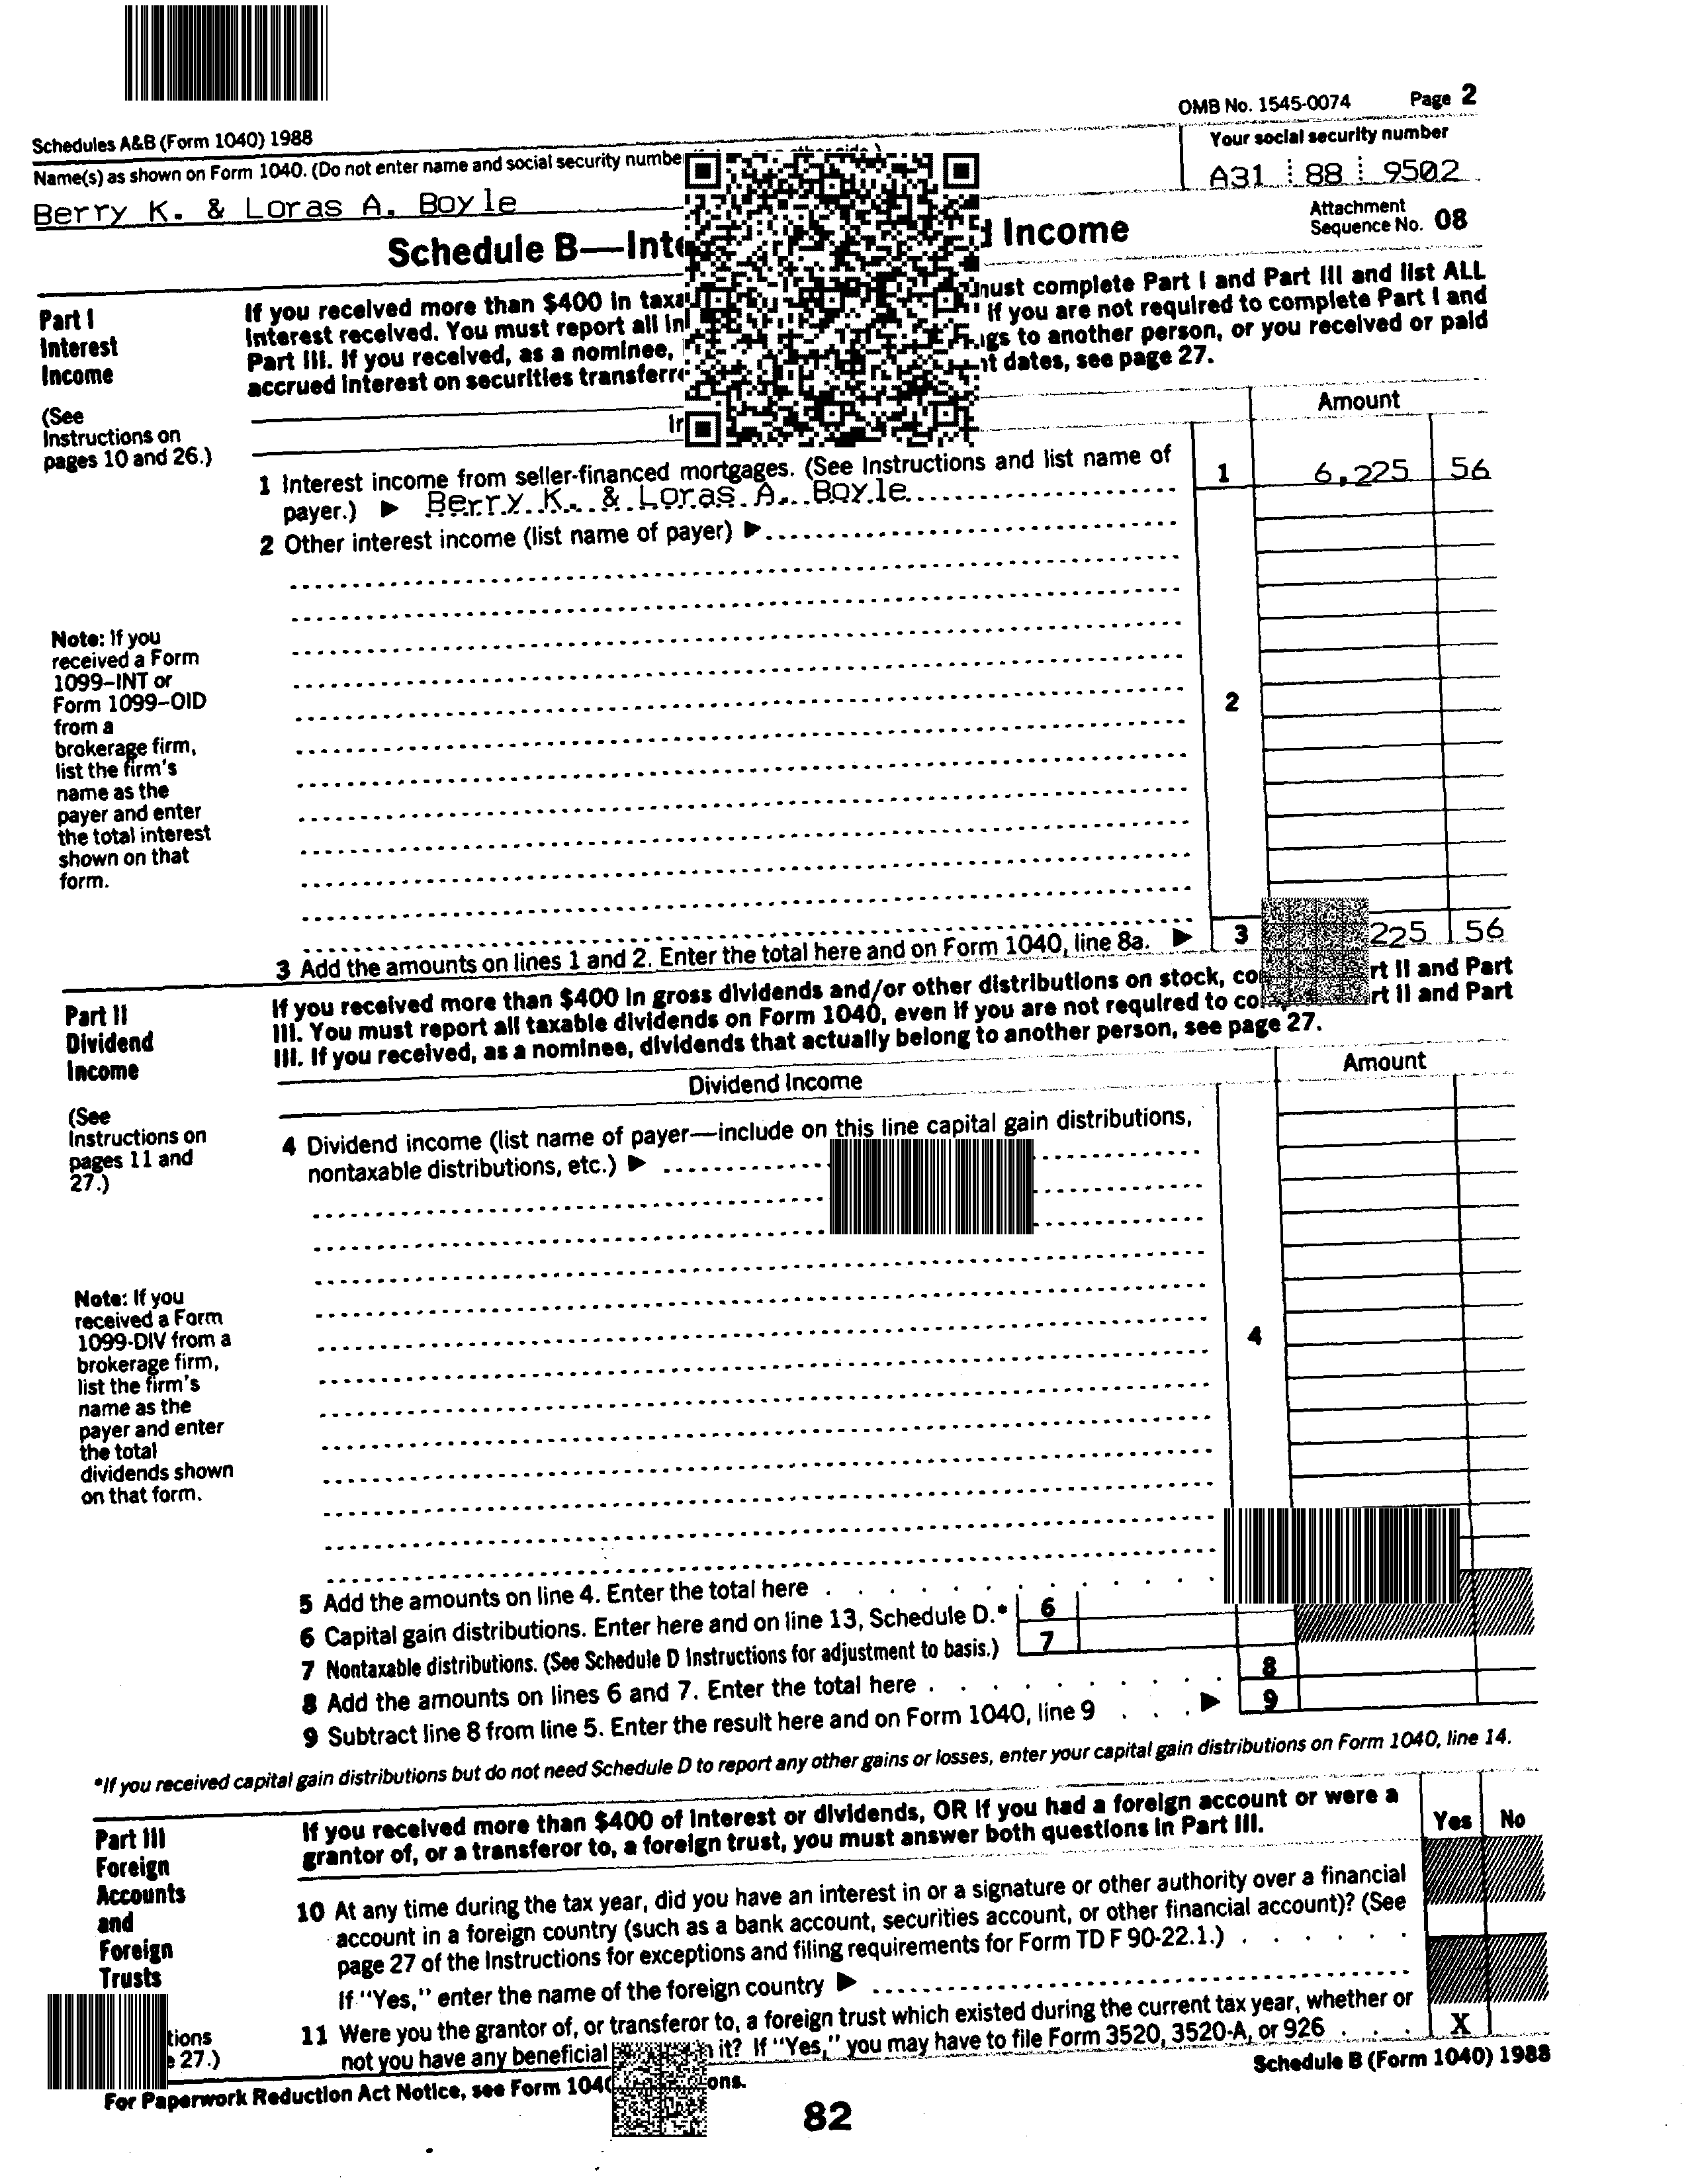 OMB No. 1545-0074 Page 2
Schedules A&B (Form 1040) 1988
Your social security number
Name(s) as shown on Form 1040. (Do not enter name and social security
A31 88 9502
Berry K. & Loras A. Boyle
Attachment
Sequence No. 08
Schedule B— Income
Part I
Interest
Income
(See
Instructions on
pages 10 and 26.)
If you received more than $400 in must complete Part I and Part III and list ALL
interest received. You must report all If you are not required to complete Part I and
Part III. If you received, as a nominee, to another person, or you received or paid
accrued interest on securities dates, see page 27.
Amount
1 Interest income from seller-financed mortgages. (See Instructions and list name of
payer.) ▶ Berry K. & Loras A. Boyle
1 6,225 56
2 Other interest income (list name of payer) ▶
Note: If you
received a Form
1099–INT or
Form 1099–OID
from a
brokerage firm,
list the firm's
name as the
payer and enter
the total interest
shown on that
form.
2
3 Add the amounts on lines 1 and 2. Enter the total here and on Form 1040, line 8a. ▶ 3 225 56
Part II
Dividend
Income
(See
Instructions on
pages 11 and
27.)
If you received more than $400 in gross dividends and/or other distributions on stock, II and Part
III. You must report all taxable dividends on Form 1040, even if you are not required to II and Part
III. If you received, as a nominee, dividends that actually belong to another person, see page 27.
Dividend Income
Amount
4 Dividend income (list name of payer—include on this line capital gain distributions,
nontaxable distributions, etc.) ▶
Note: If you
received a Form
1099-DIV from a
brokerage firm,
list the firm's
name as the
payer and enter
the total
dividends shown
on that form.
4
5 Add the amounts on line 4. Enter the total here
6 Capital gain distributions. Enter here and on line 13, Schedule D.* 6
7 Nontaxable distributions. (See Schedule D Instructions for adjustment to basis.) 7
8 Add the amounts on lines 6 and 7. Enter the total here 8
9 Subtract line 8 from line 5. Enter the result here and on Form 1040, line 9 ▶ 9
*If you received capital gain distributions but do not need Schedule D to report any other gains or losses, enter your capital gain distributions on Form 1040, line 14.
Part III
Foreign
Accounts
and
Foreign
Trusts
27.)
If you received more than $400 of interest or dividends, OR if you had a foreign account or were a
grantor of, or a transferor to, a foreign trust, you must answer both questions in Part III.
Yes No
10 At any time during the tax year, did you have an interest in or a signature or other authority over a financial
account in a foreign country (such as a bank account, securities account, or other financial account)? (See
page 27 of the Instructions for exceptions and filing requirements for Form TD F 90-22.1.)
If "Yes," enter the name of the foreign country ▶
11 Were you the grantor of, or transferor to, a foreign trust which existed during the current tax year, whether or
not you have any beneficial it? If "Yes," you may have to file Form 3520, 3520-A, or 926 X
For Paperwork Reduction Act Notice, see Form
Schedule B (Form 1040) 1988
82